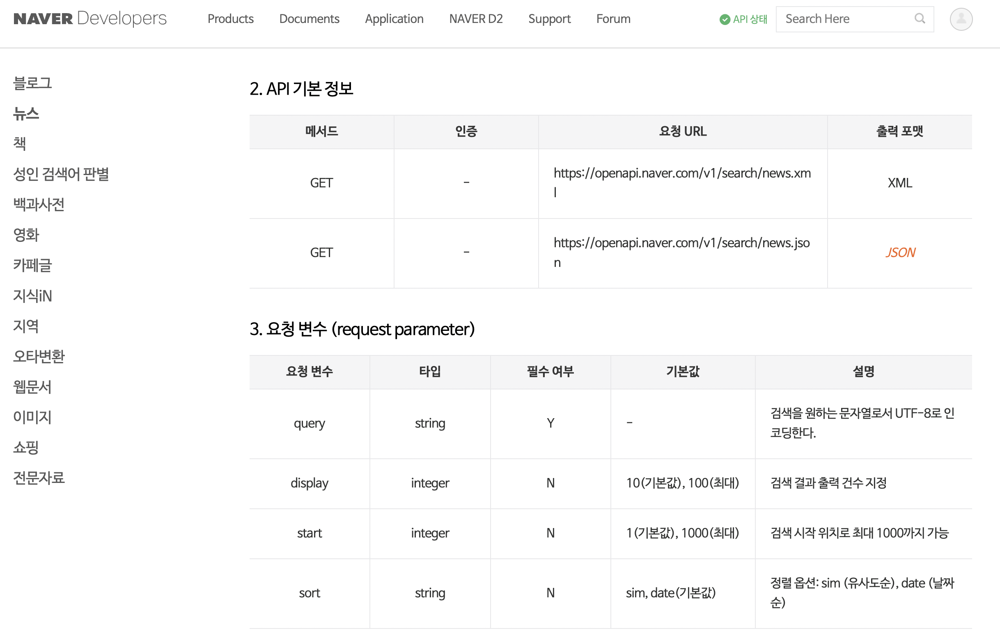 NAVER Developers
Products
Documents
Application
NAVER D2
Support
Forum
API 상태
Search Here
블로그
뉴스
책
성인 검색어 판별
백과사전
영화
카페글
지식iN
지역
오타변환
웹문서
이미지
쇼핑
전문자료
2. API 기본 정보
메서드
인증
요청 URL
출력 포맷
GET
-
https://openapi.naver.com/v1/search/news.xm
l
XML
GET
-
https://openapi.naver.com/v1/search/news.jso
n
JSON
3. 요청 변수 (request parameter)
요청 변수
타입
필수 여부
기본값
설명
query
string
Y
-
검색을 원하는 문자열로서 UTF-8로 인
코딩한다.
display
integer
N
10(기본값), 100(최대)
검색 결과 출력 건수 지정
start
integer
N
1(기본값), 1000(최대)
검색 시작 위치로 최대 1000까지 가능
sort
string
N
sim, date(기본값)
정렬 옵션: sim (유사도순), date (날짜
순)